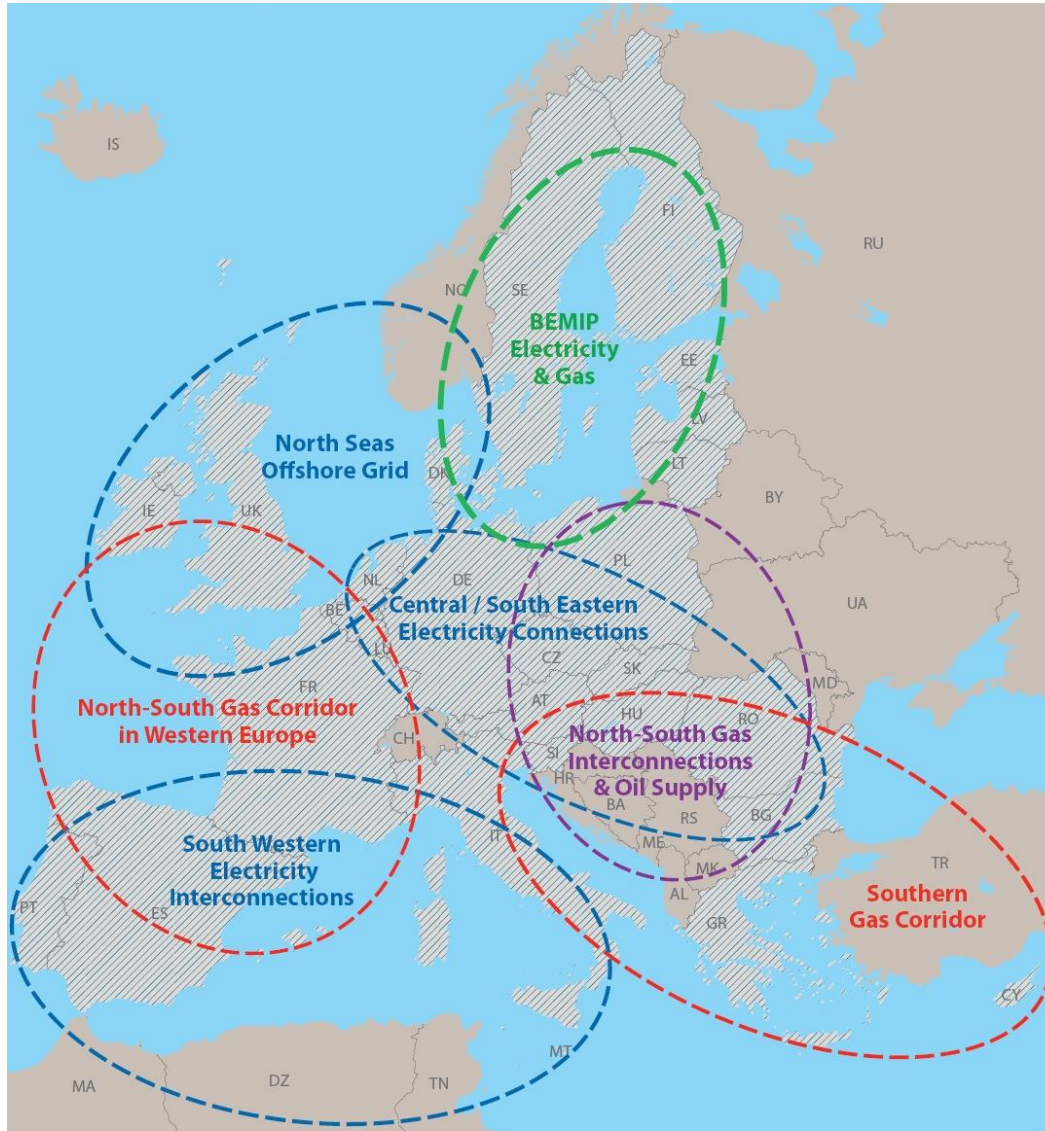 IS
FI
RU
NO
SE
BEMIP
Electricity
& Gas
EE
LV
LT
North Seas
Offshore Grid
DK
IE
UK
BY
PL
NL
DE
BE
Central / South Eastern
Electricity Connections
UA
LU
CZ
SK
FR
AT
MD
North-South Gas Corridor
in Western Europe
HU
RO
CH
North-South Gas
Interconnections
& Oil Supply
SI
HR
BA
RS
BG
IT
ME
South Western
Electricity
Interconnections
MK
AL
TR
Southern
Gas Corridor
PT
ES
GR
CY
MT
MA
DZ
TN